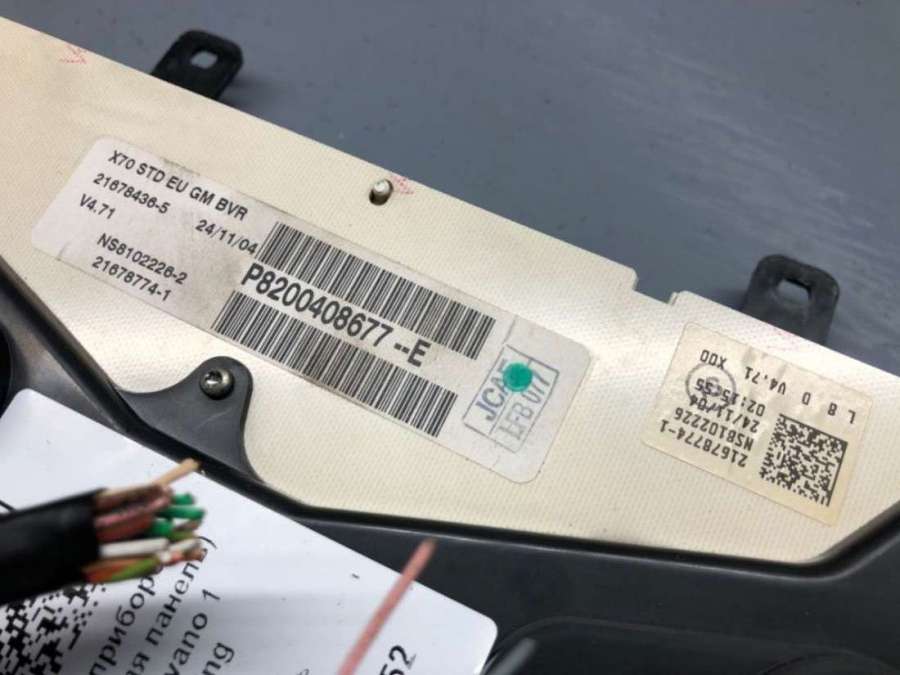 X70 STD EU GM BVR
21678436-5
24/11/04
V4.71
NS8102226-2
21678774-1
P8200408677--E
JCAE
21678774-1
NS8102226
24/11/04
02:15:55
L 8 D V4.71 X00
прибор
я панель)
yano 1
ng
52